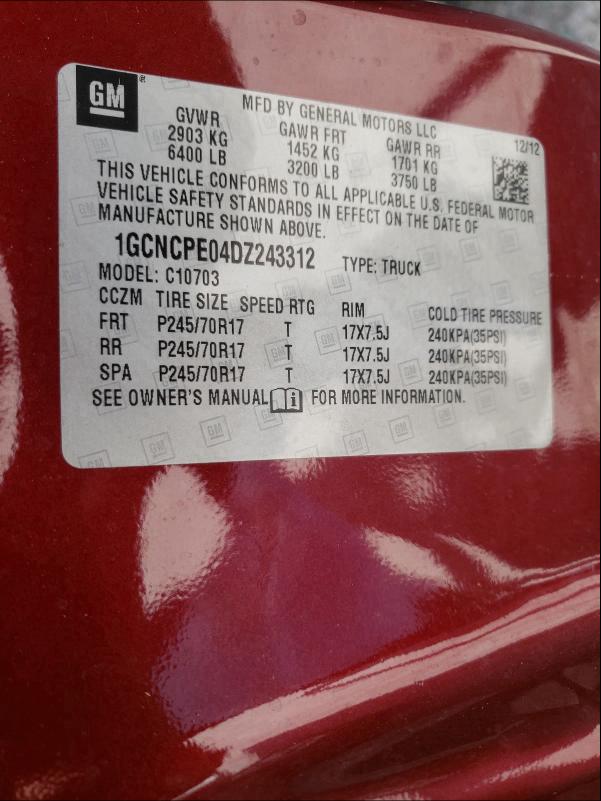 GM
MFD BY GENERAL MOTORS LLC
GVWR GAWR FRT GAWR RR 12/12
2903 KG 1452 KG 1701 KG
6400 LB 3200 LB 3750 LB
THIS VEHICLE CONFORMS TO ALL APPLICABLE U.S. FEDERAL MOTOR
VEHICLE SAFETY STANDARDS IN EFFECT ON THE DATE OF
MANUFACTURE SHOWN ABOVE.
1GCNCPE04DZ243312 TYPE: TRUCK
MODEL: C10703
CCZM TIRE SIZE SPEED RTG RIM COLD TIRE PRESSURE
FRT P245/70R17 T 17X7.5J 240KPA(35PSI)
RR P245/70R17 T 17X7.5J 240KPA(35PSI)
SPA P245/70R17 T 17X7.5J 240KPA(35PSI)
SEE OWNER'S MANUAL FOR MORE INFORMATION.